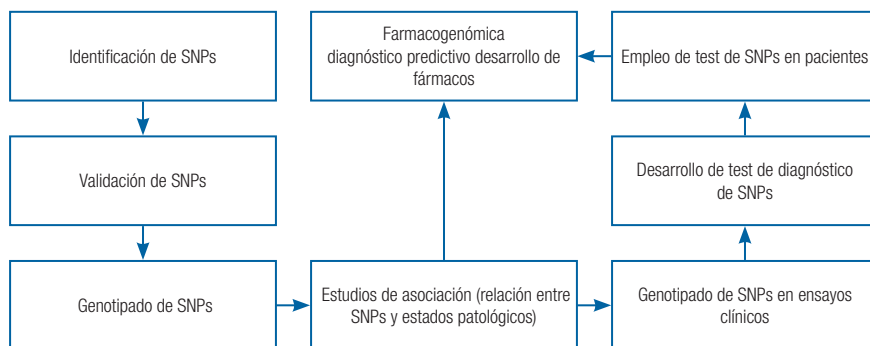 Identificación de SNPs
Farmacogenómica
diagnóstico predictivo desarrollo de
fármacos
Empleo de test de SNPs en pacientes
Validación de SNPs
Desarrollo de test de diagnóstico
de SNPs
Genotipado de SNPs
Estudios de asociación (relación entre
SNPs y estados patológicos)
Genotipado de SNPs en ensayos
clínicos